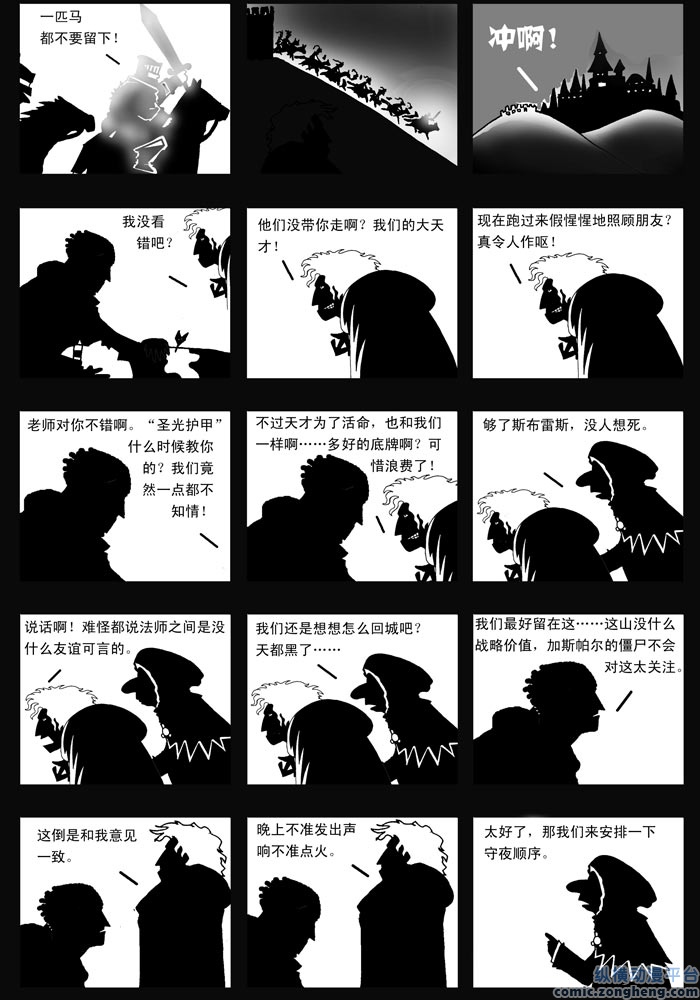 一匹马
都不要留下！
冲啊！
我没看
错吧？
他们没带你走啊？我们的大天
才！
现在跑过来假惺惺地照顾朋友？
真令人作呕！
老师对你不错啊。“圣光护甲”
什么时候教你
的？我们竟
然一点都不
知情！
不过天才为了活命，也和我们
一样啊……多好的底牌啊？可
惜浪费了！
够了斯布雷斯，没人想死。
说话啊！难怪都说法师之间是没
什么友谊可言的。
我们还是想想怎么回城吧？
天都黑了……
我们最好留在这……这山没什么
战略价值，加斯帕尔的僵尸不会
对这太关注。
这倒是和我意见
一致。
晚上不准发出声
响不准点火。
太好了，那我们来安排一下
守夜顺序。
纵横动漫平台
comic.zongheng.com